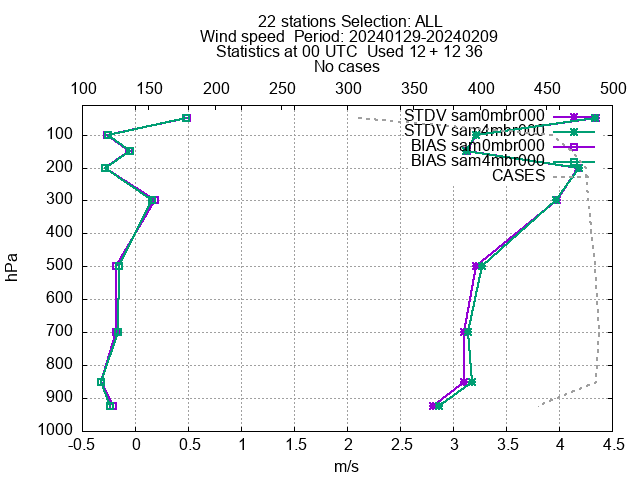 22 stations Selection: ALL
Wind speed  Period: 20240129-20240209
Statistics at 00 UTC  Used 12 + 12 36
No cases
100 150 200 250 300 350 400 450 500
STDV sam0mbr000
STDV sam4mbr000
BIAS sam0mbr000
BIAS sam4mbr000
CASES
100
200
300
400
500
600
700
800
900
1000
hPa
-0.5 0 0.5 1 1.5 2 2.5 3 3.5 4 4.5
m/s